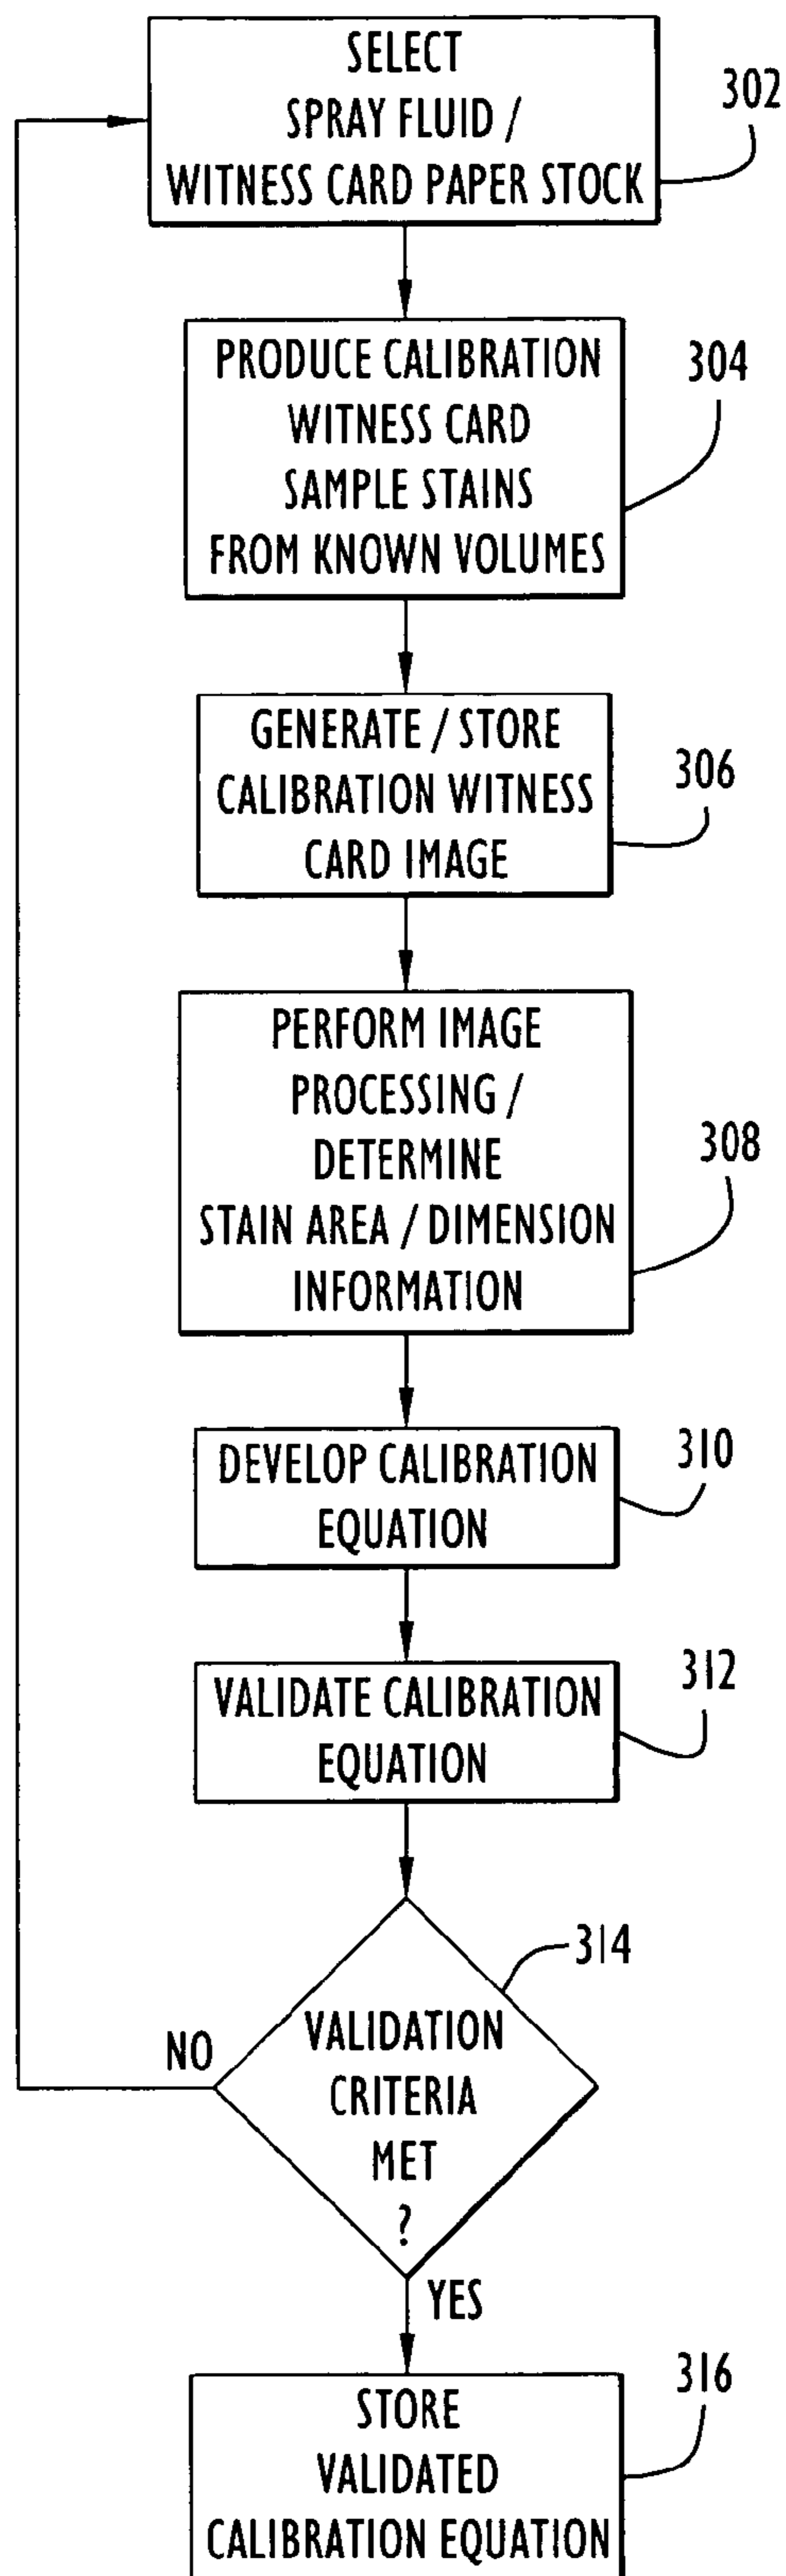 SELECT
SPRAY FLUID /
WITNESS CARD PAPER STOCK
302
PRODUCE CALIBRATION
WITNESS CARD
SAMPLE STAINS
FROM KNOWN VOLUMES
304
GENERATE / STORE
CALIBRATION WITNESS
CARD IMAGE
306
PERFORM IMAGE
PROCESSING /
DETERMINE
STAIN AREA / DIMENSION
INFORMATION
308
DEVELOP CALIBRATION
EQUATION
310
VALIDATE CALIBRATION
EQUATION
312
314
NO
VALIDATION
CRITERIA
MET
?
YES
STORE
VALIDATED
CALIBRATION EQUATION
316